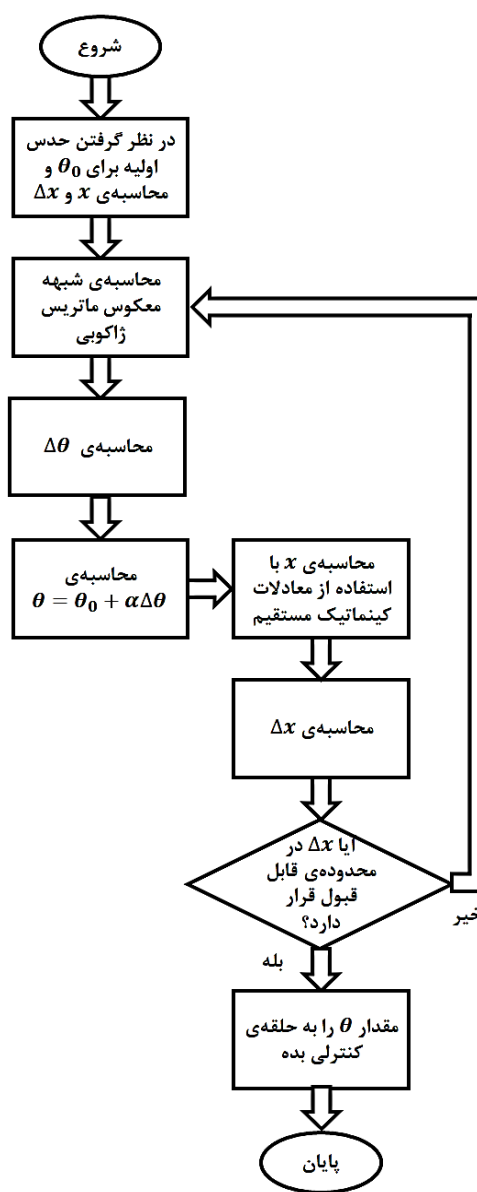 شروع
در نظر گرفتن حدس
اولیه برای θ₀ و
محاسبه‌ی x و Δx
محاسبه‌ی شبهه
معکوس ماتریس
ژاکوبی
محاسبه‌ی Δθ
محاسبه‌ی
θ = θ₀ + αΔθ
محاسبه‌ی x با
استفاده از معادلات
کینماتیک مستقیم
محاسبه‌ی Δx
ایا Δx در
محدوده‌ی قابل
قبول قرار
دارد؟
خیر
بله
مقدار θ را به حلقه‌ی
کنترلی بده
پایان